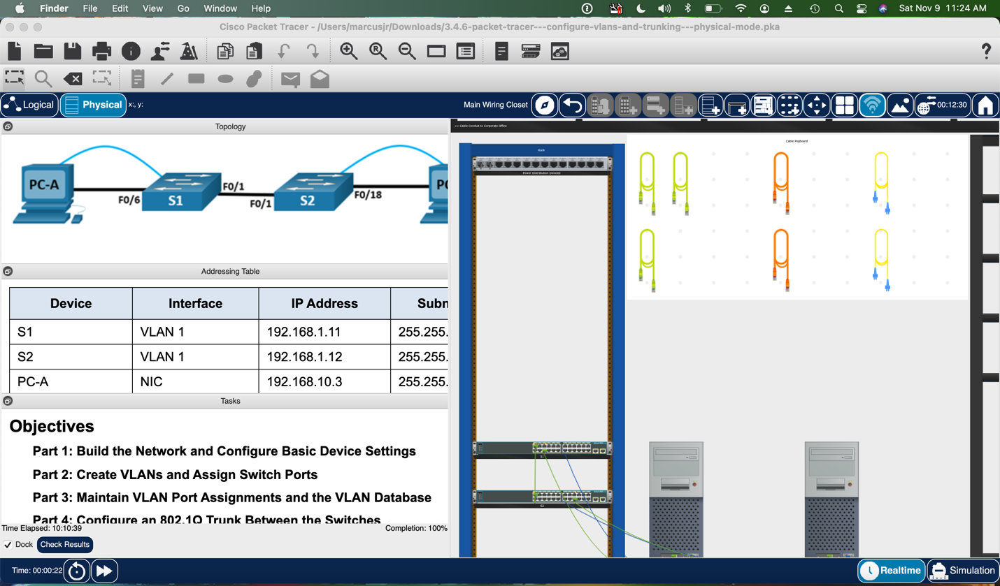 Finder File Edit View Go Window Help Sat Nov 9 11:24 AM
Cisco Packet Tracer - /Users/marcusjr/Downloads/3.4.6-packet-tracer---configure-vlans-and-trunking---physical-mode.pka
Logical Physical x:, y: Main Wiring Closet 00:12:30
Topology
PC-A
F0/6
S1
F0/1
F0/1
S2
F0/18
PC
Addressing Table
Device Interface IP Address Subn
S1 VLAN 1 192.168.1.11 255.255.
S2 VLAN 1 192.168.1.12 255.255.
PC-A NIC 192.168.10.3 255.255.
Tasks
Objectives
Part 1: Build the Network and Configure Basic Device Settings
Part 2: Create VLANs and Assign Switch Ports
Part 3: Maintain VLAN Port Assignments and the VLAN Database
Part 4: Configure an 802.1Q Trunk Between the Switches
Time Elapsed: 10:10:39 Completion: 100%
Dock Check Results
<< Cable Conduit to Corporate Office
Rack
Power Distribution Device0
Cable Pegboard
S1
S2
Time: 00:00:22 Realtime Simulation